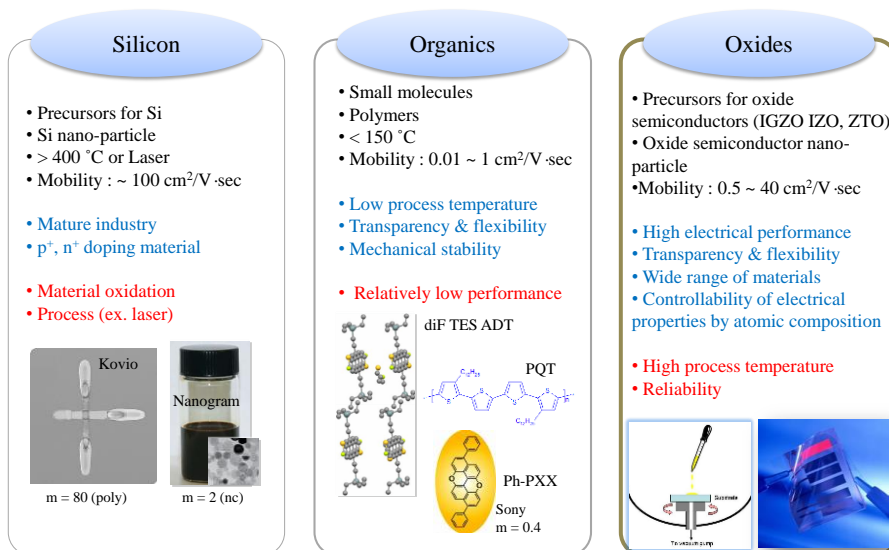 Silicon
• Precursors for Si
• Si nano-particle
• > 400 ˚C or Laser
• Mobility : ~ 100 cm²/V·sec
• Mature industry
• p⁺, n⁺ doping material
• Material oxidation
• Process (ex. laser)
Kovio
Nanogram
m = 80 (poly)
m = 2 (nc)
Organics
• Small molecules
• Polymers
• < 150 ˚C
• Mobility : 0.01 ~ 1 cm²/V·sec
• Low process temperature
• Transparency & flexibility
• Mechanical stability
• Relatively low performance
diF TES ADT
PQT
C₁₂H₂₅
S
S
S
S
n
C₁₂H₂₅
Ph-PXX
O
O
Sony
m = 0.4
Oxides
• Precursors for oxide
semiconductors (IGZO IZO, ZTO)
• Oxide semiconductor nano-
particle
•Mobility : 0.5 ~ 40 cm²/V·sec
• High electrical performance
• Transparency & flexibility
• Wide range of materials
• Controllability of electrical
properties by atomic composition
• High process temperature
• Reliability
Substrate
To vacuum pump